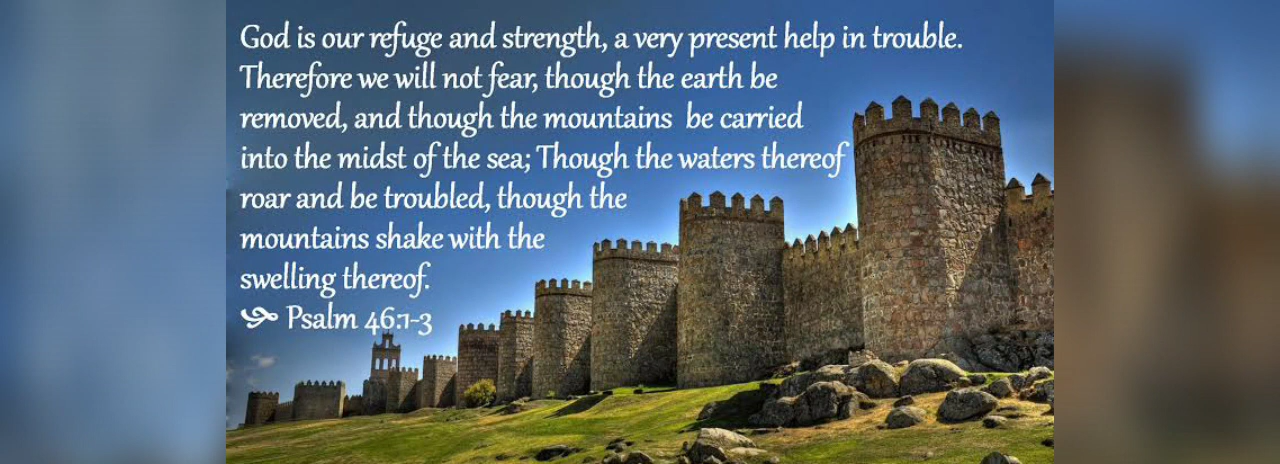 God is our refuge and strength, a very present help in trouble.
Therefore we will not fear, though the earth be
removed, and though the mountains be carried
into the midst of the sea; Though the waters thereof
roar and be troubled, though the
mountains shake with the
swelling thereof.
Psalm 46:1-3